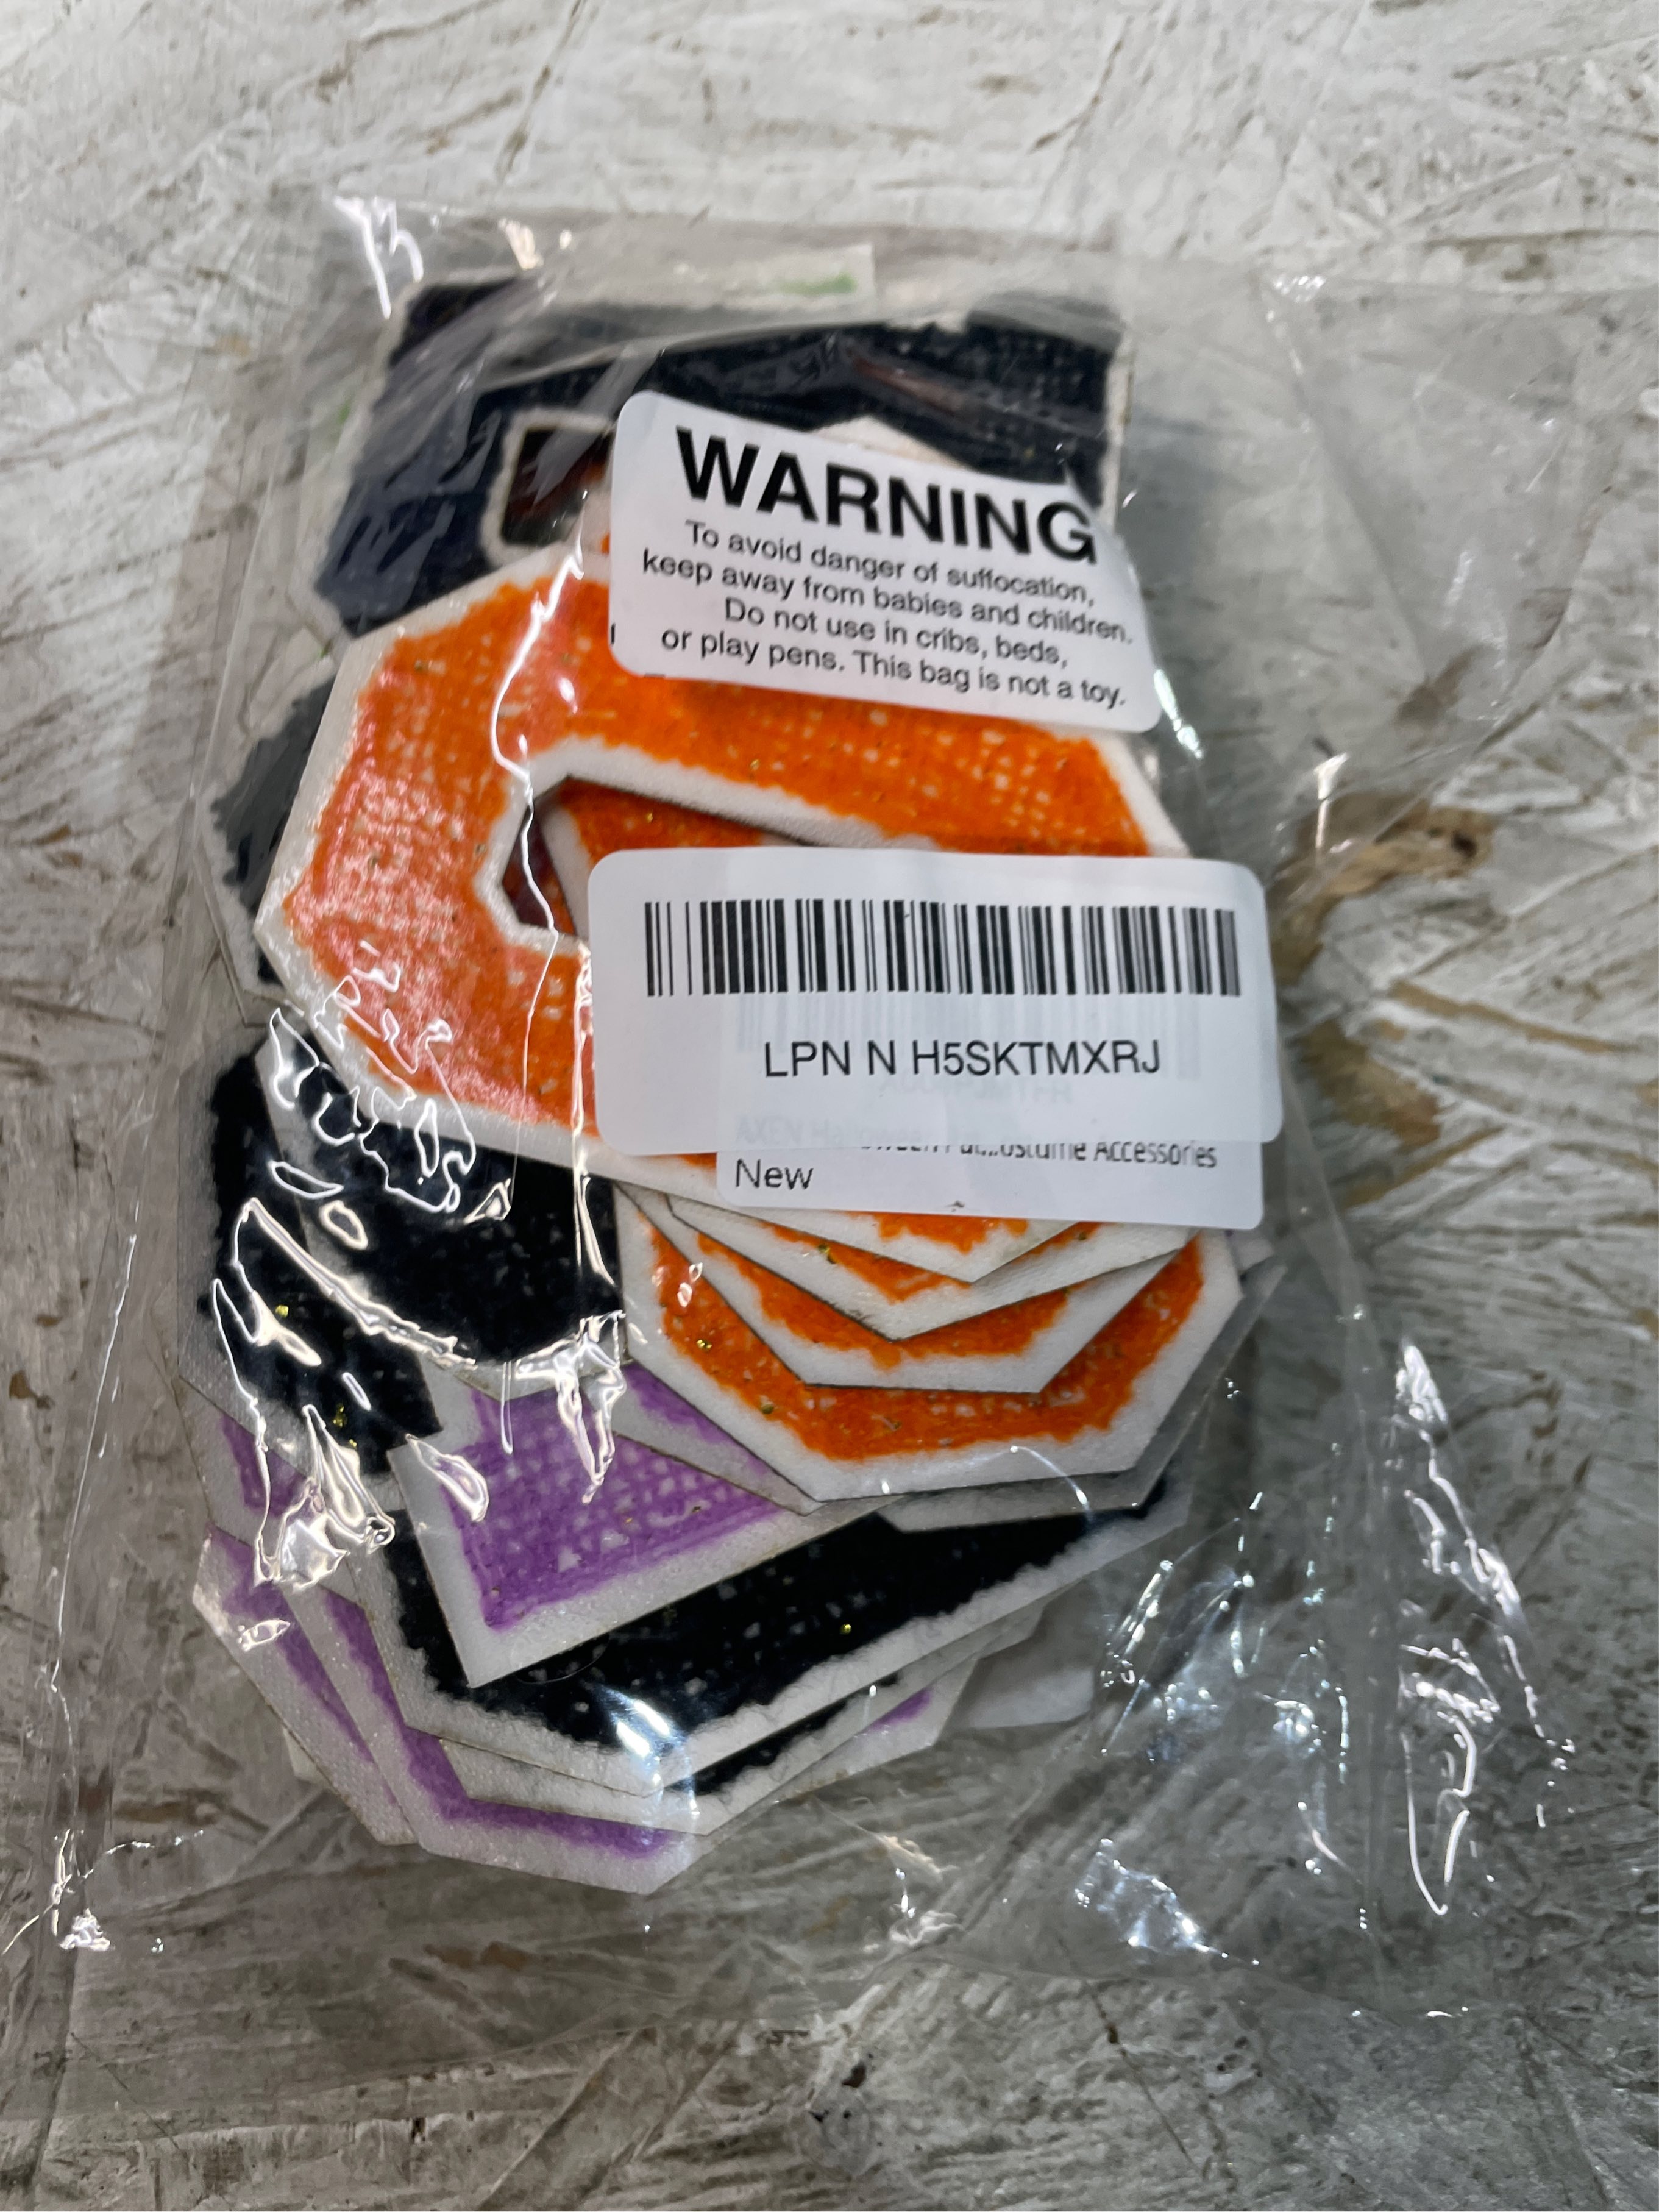 WARNING
To avoid danger of suffocation,
keep away from babies and children.
Do not use in cribs, beds,
or play pens. This bag is not a toy.
LPN N H5SKTMXRJ
Accessories
New